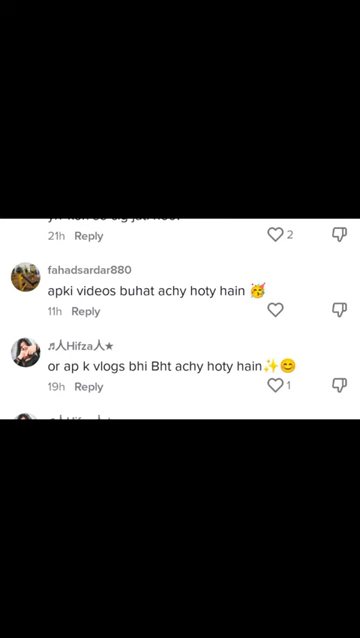 21h Reply 2
fahadsardar880
apki videos buhat achy hoty hain 🥳
11h Reply
♬人Hifza人★
or ap k vlogs bhi Bht achy hoty hain✨😊
19h Reply 1